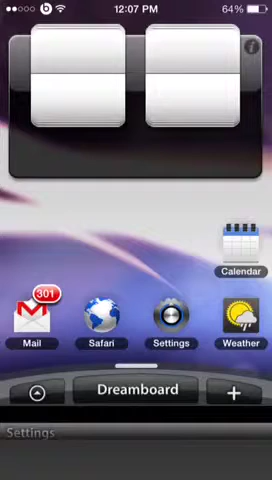 12:07 PM 64%
Calendar
301
Mail Safari Settings Weather
Dreamboard
Settings